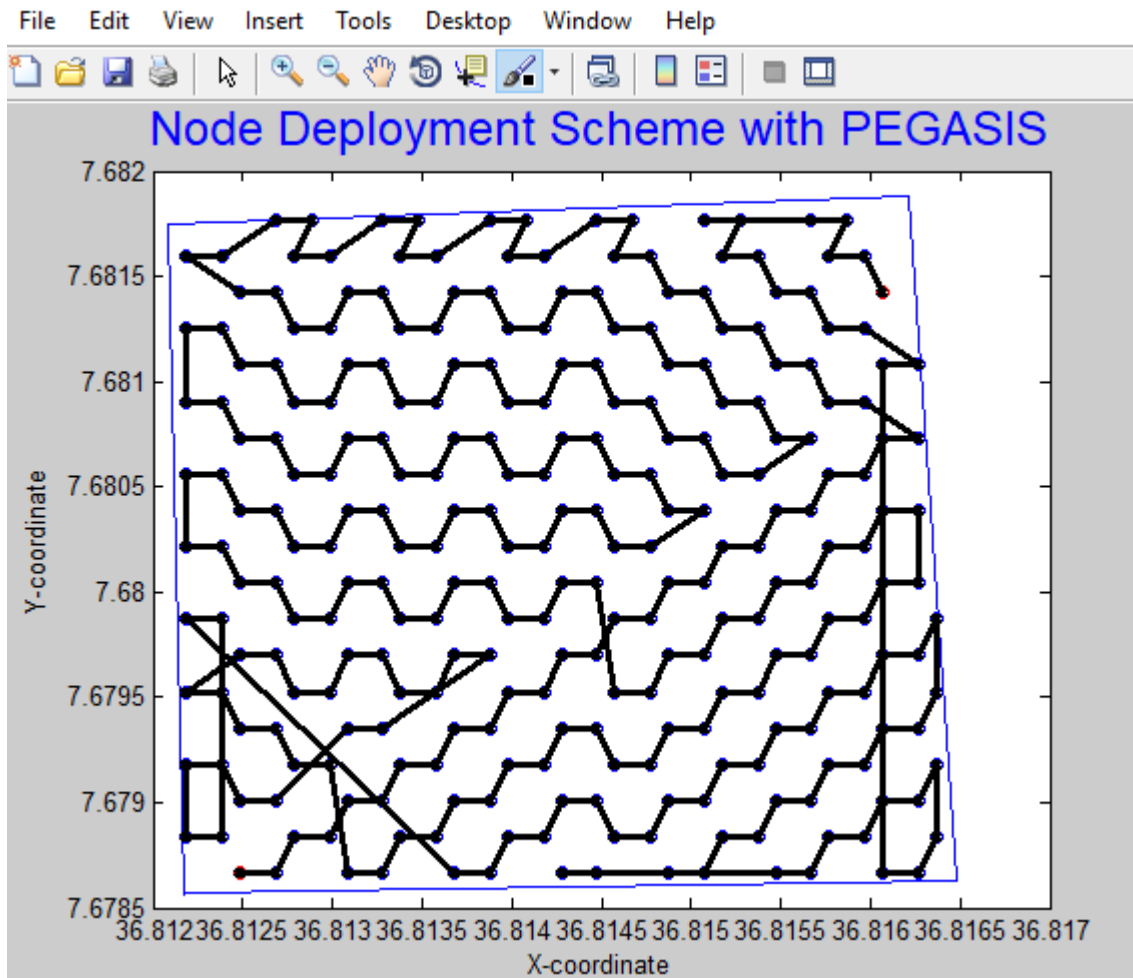 File Edit View Insert Tools Desktop Window Help
Node Deployment Scheme with PEGASIS
7.682
7.6815
7.681
7.6805
7.68
7.6795
7.679
7.6785
Y-coordinate
36.812 36.8125 36.813 36.8135 36.814 36.8145 36.815 36.8155 36.816 36.8165 36.817
X-coordinate